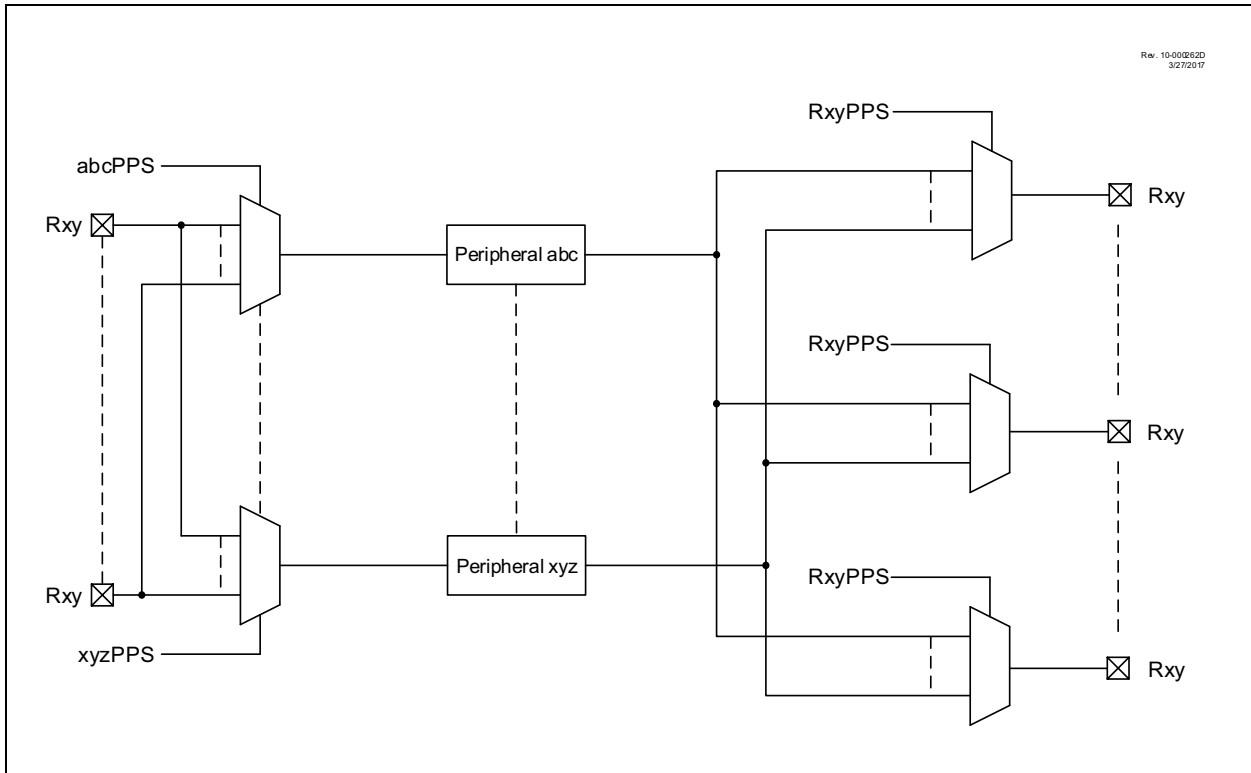 Rev. 10-000262D
3/27/2017
RxyPPS
abcPPS
Rxy
Rxy
Peripheral abc
RxyPPS
Rxy
Peripheral xyz
RxyPPS
Rxy
xyzPPS
Rxy